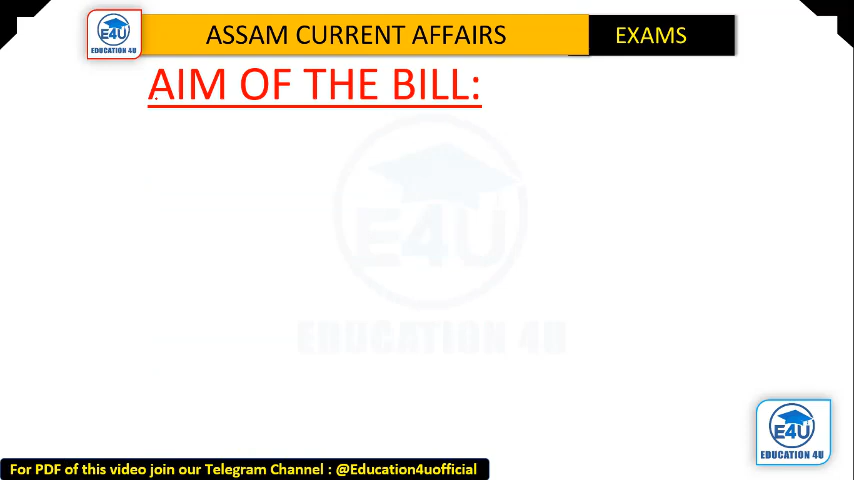 E4U
EDUCATION 4U
ASSAM CURRENT AFFAIRS
EXAMS
AIM OF THE BILL:
E4U
EDUCATION 4U
E4U
EDUCATION 4U
For PDF of this video join our Telegram Channel : @Education4uofficial